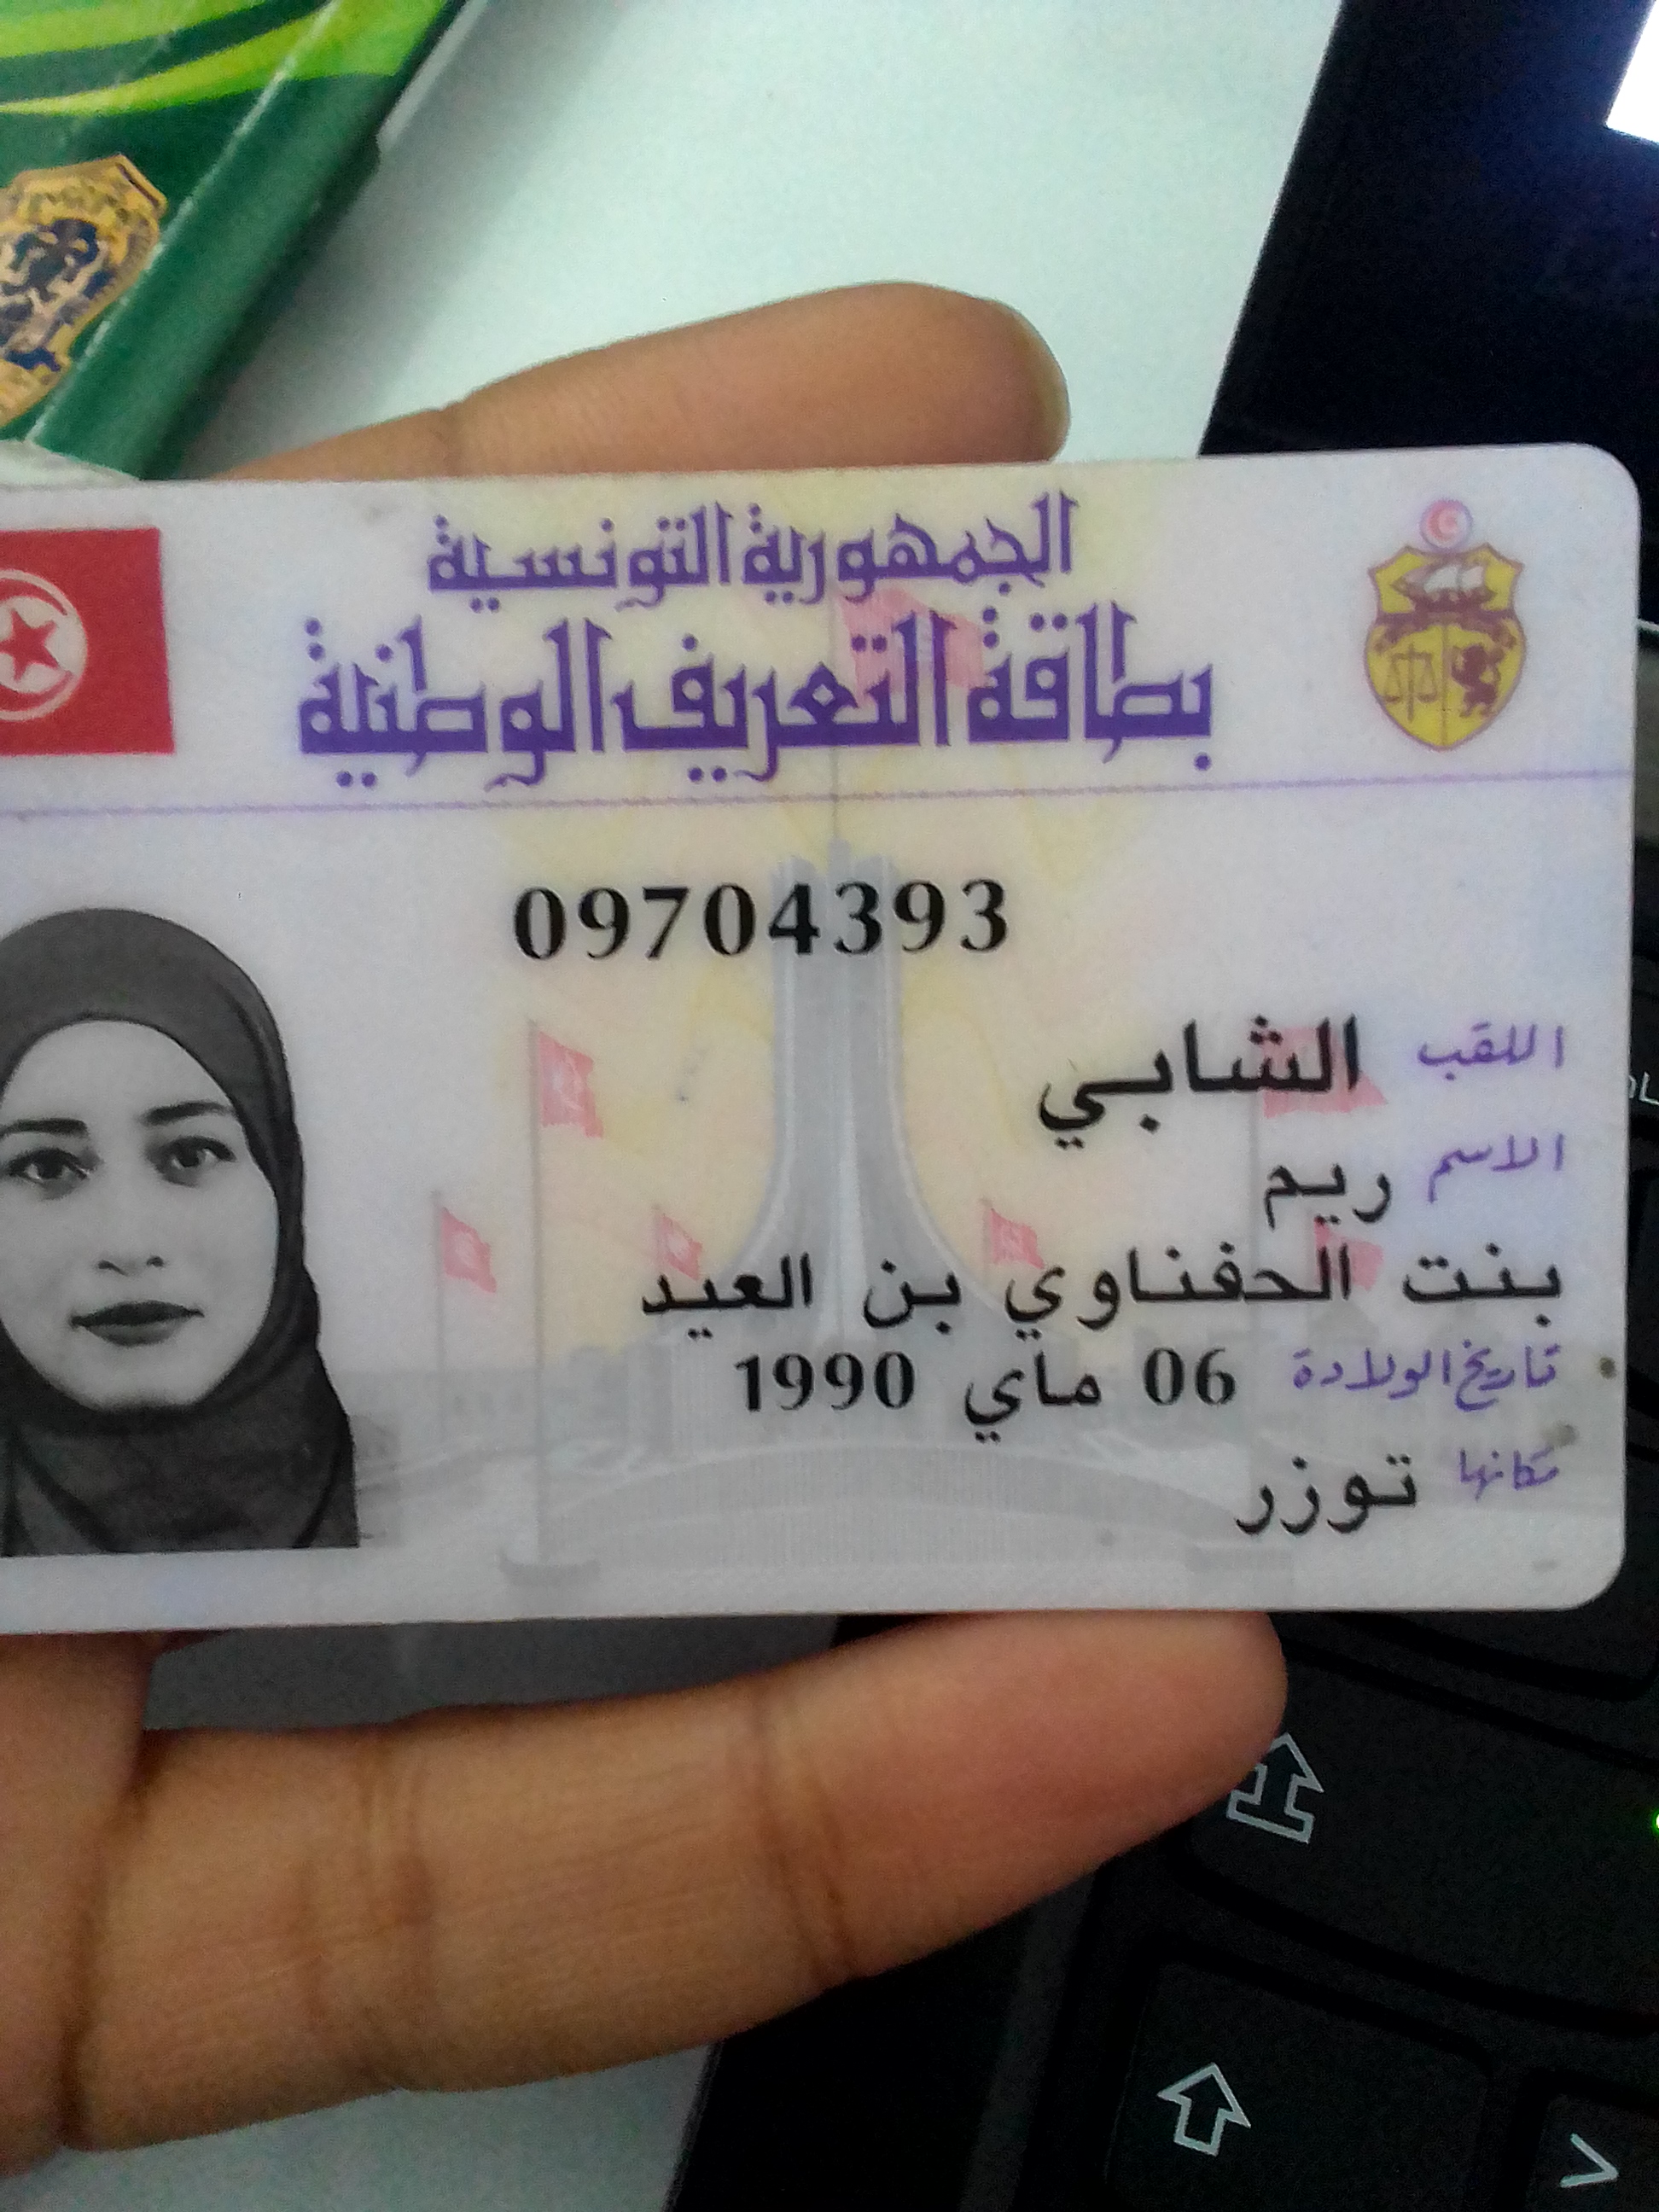 الجمهورية التونسية
بطاقة التعريف الوطنية
09704393
اللقب الشابي
الاسم ريم
بنت الحفناوي بن العيد
تاريخ الولادة 06 ماي 1990
مكانها توزر